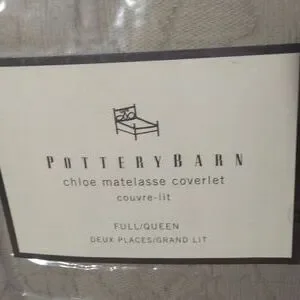 POTTERYBARN
chloe matelasse coverlet
couvre-lit
FULL/QUEEN
DEUX PLACES/GRAND LIT